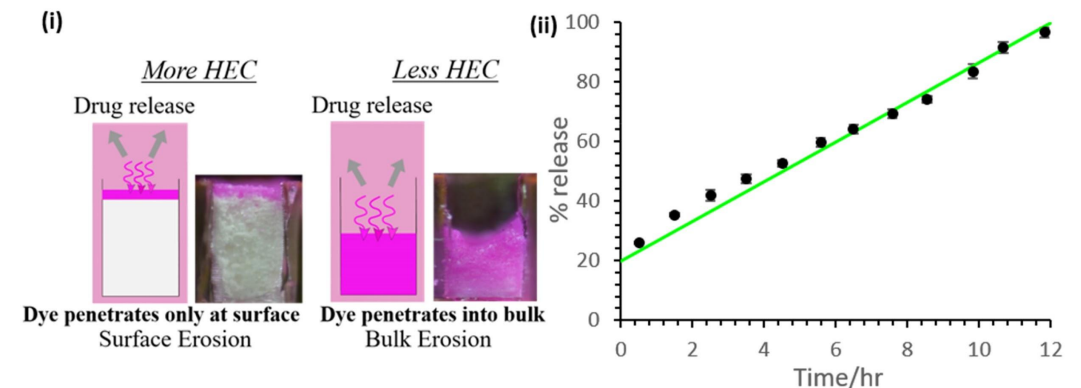 (i)
More HEC
Less HEC
Drug release
Drug release
Dye penetrates only at surface
Surface Erosion
Dye penetrates into bulk
Bulk Erosion
(ii)
% release
100
80
60
40
20
0
0 2 4 6 8 10 12
Time/hr